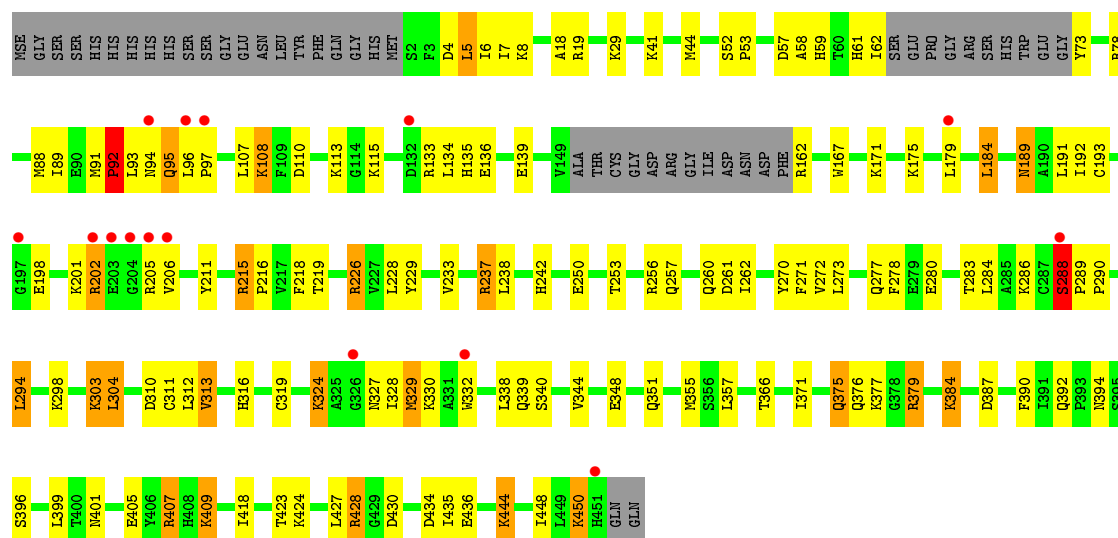 MSE GLY SER SER HIS HIS HIS HIS HIS HIS SER SER GLY GLU ASN LEU TYR PHE GLN GLY HIS MET S2 F3 D4 L5 I6 I7 K8 A18 R19 K29 K41 M44 S52 P53 D57 A58 H59 T60 H61 I62 SER GLU PRO GLY ARG SER HIS TRP GLU GLY Y73
M88 I89 E90 M91 P92 L93 N94 Q95 L96 P97 L107 K108 F109 D110 K113 G114 K115 D132 R133 L134 H135 E136 E139 V149 ALA THR CYS GLY ASP ARG GLY ILE ASP ASN ASP PHE R162 W167 K171 K175 L179 L184 N189 A190 L191 I192 C193
G197 E198 K201 R202 E203 G204 R205 V206 Y211 R215 P216 V217 F218 T219 R226 V227 L228 Y229 V233 R237 L238 H242 E250 T253 R256 Q257 Q260 D261 I262 Y270 F271 V272 L273 Q277 F278 E279 E280 T283 L284 A285 K286 C287 S288 P289 P290
L294 K298 K303 L304 D310 C311 L312 V313 H316 C319 K324 A325 G326 N327 I328 M329 K330 A331 W332 L338 Q339 S340 V344 E348 Q351 M355 S356 L357 T366 I371 Q375 Q376 K377 G378 R379 K384 D387 F390 I391 Q392 P393 N394
S396 L399 T400 N401 E405 Y406 R407 H408 K409 I418 T423 K424 L427 R428 G429 D430 D434 I435 E436 K444 I448 L449 K450 H451 GLN GLN